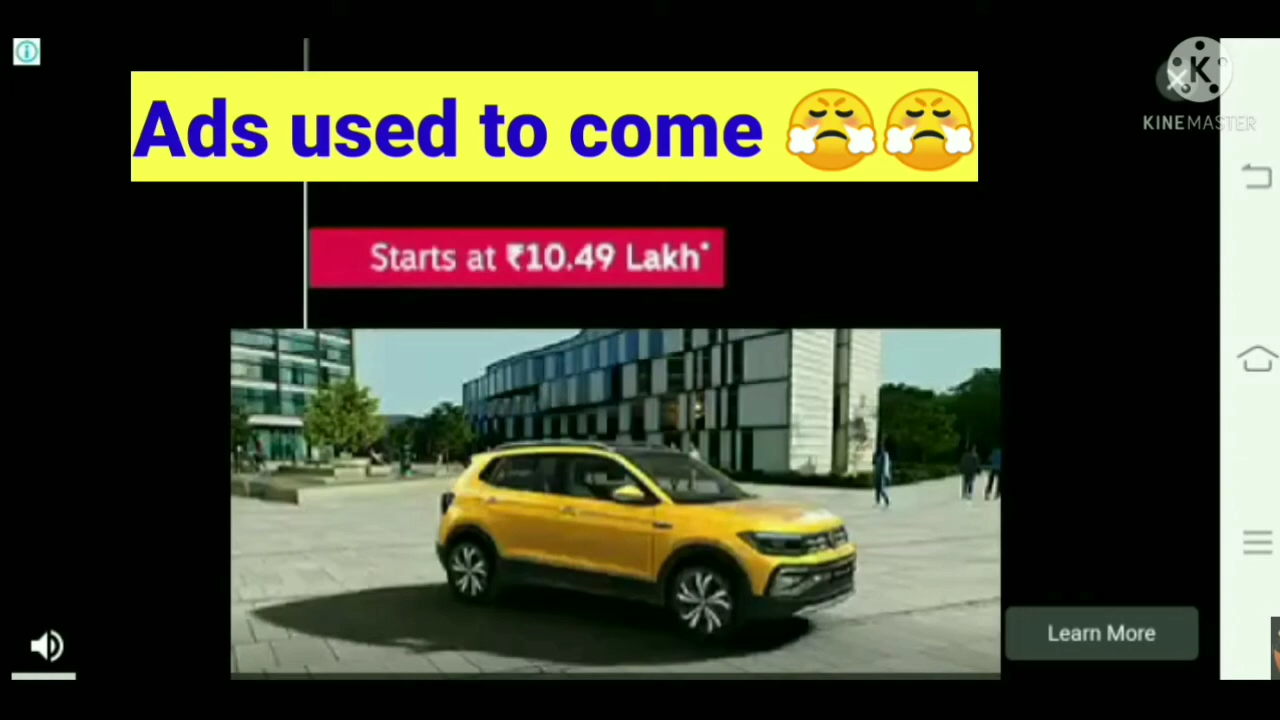 Ads used to come 😤😤
KINEMASTER
Starts at ₹10.49 Lakh*
Learn More